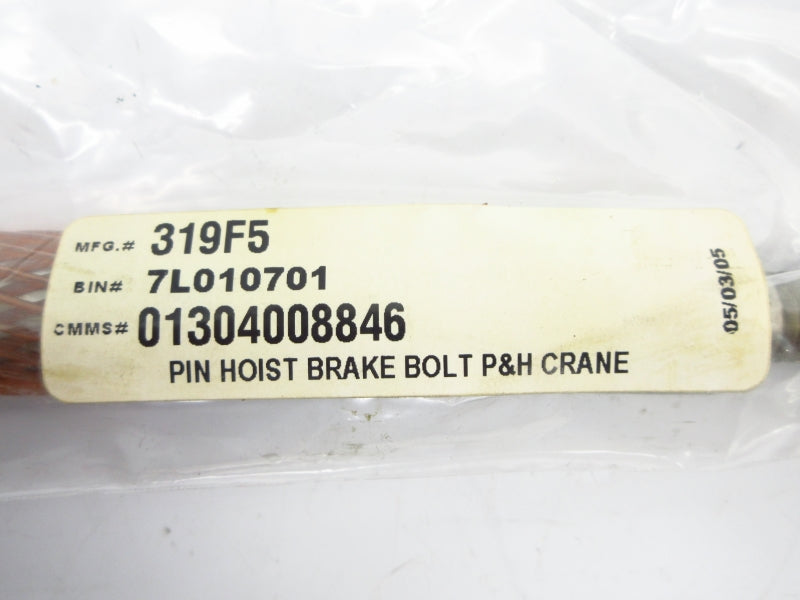 MFG.# 319F5
BIN# 7L010701
CMMS# 01304008846
PIN HOIST BRAKE BOLT P&H CRANE
05/03/05